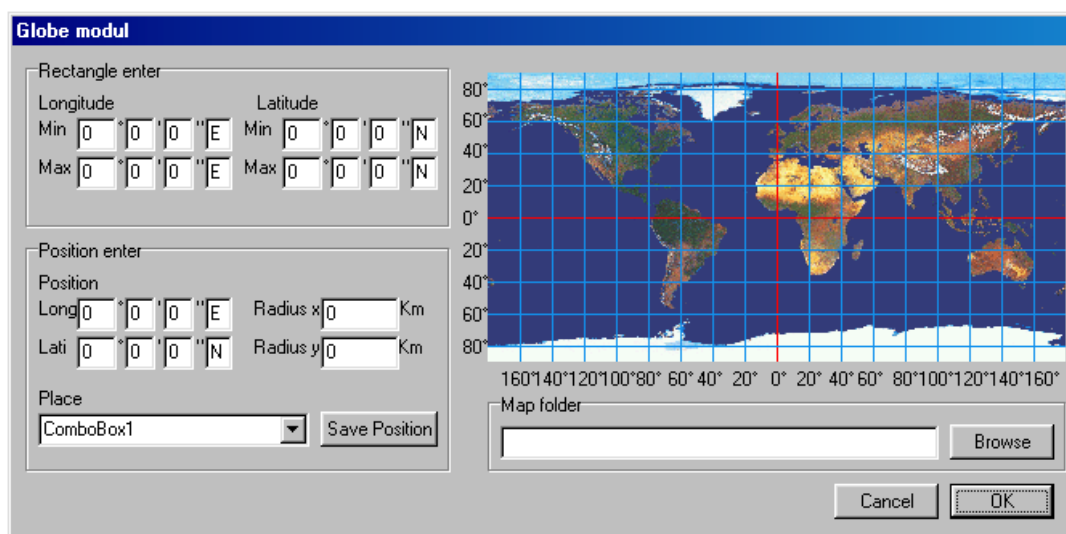 Globe modul
Rectangle enter
Longitude Latitude
Min 0 ° 0 ' 0 " E Min 0 ° 0 ' 0 " N
Max 0 0 0 E Max 0 0 0 N
Position enter
Position
Long 0 ° 0 ' 0 " E Radius x 0 Km
Lati 0 ° 0 ' 0 " N Radius y 0 Km
Place
ComboBox1 Save Position
80°
60°
40°
20°
0°
20°
40°
60°
80°
160° 140° 120° 100° 80° 60° 40° 20° 0° 20° 40° 60° 80° 100° 120° 140° 160°
Map folder
Browse
Cancel OK